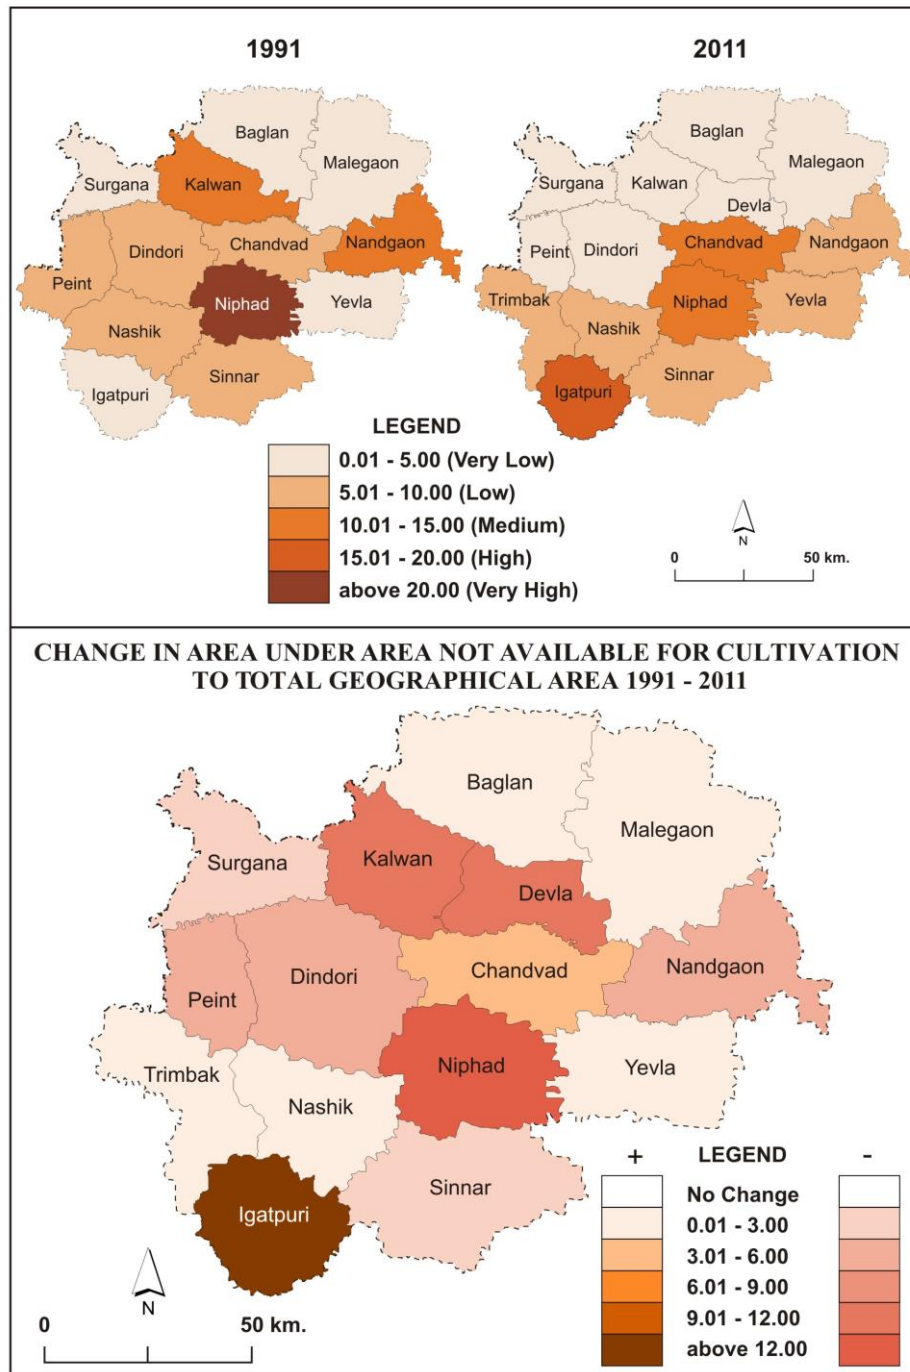 1991
2011
Baglan
Malegaon
Surgana
Kalwan
Dindori
Chandvad
Nandgaon
Peint
Niphad
Yevla
Nashik
Sinnar
Igatpuri
Baglan
Malegaon
Surgana
Kalwan
Devla
Peint
Dindori
Chandvad
Nandgaon
Trimbak
Niphad
Yevla
Nashik
Sinnar
Igatpuri
LEGEND
0.01 - 5.00 (Very Low)
5.01 - 10.00 (Low)
10.01 - 15.00 (Medium)
15.01 - 20.00 (High)
above 20.00 (Very High)
N
0 50 km.
CHANGE IN AREA UNDER AREA NOT AVAILABLE FOR CULTIVATION
TO TOTAL GEOGRAPHICAL AREA 1991 - 2011
Baglan
Malegaon
Surgana
Kalwan
Devla
Chandvad
Nandgaon
Dindori
Peint
Niphad
Yevla
Trimbak
Nashik
Sinnar
Igatpuri
+ LEGEND -
No Change
0.01 - 3.00
3.01 - 6.00
6.01 - 9.00
9.01 - 12.00
above 12.00
N
0 50 km.